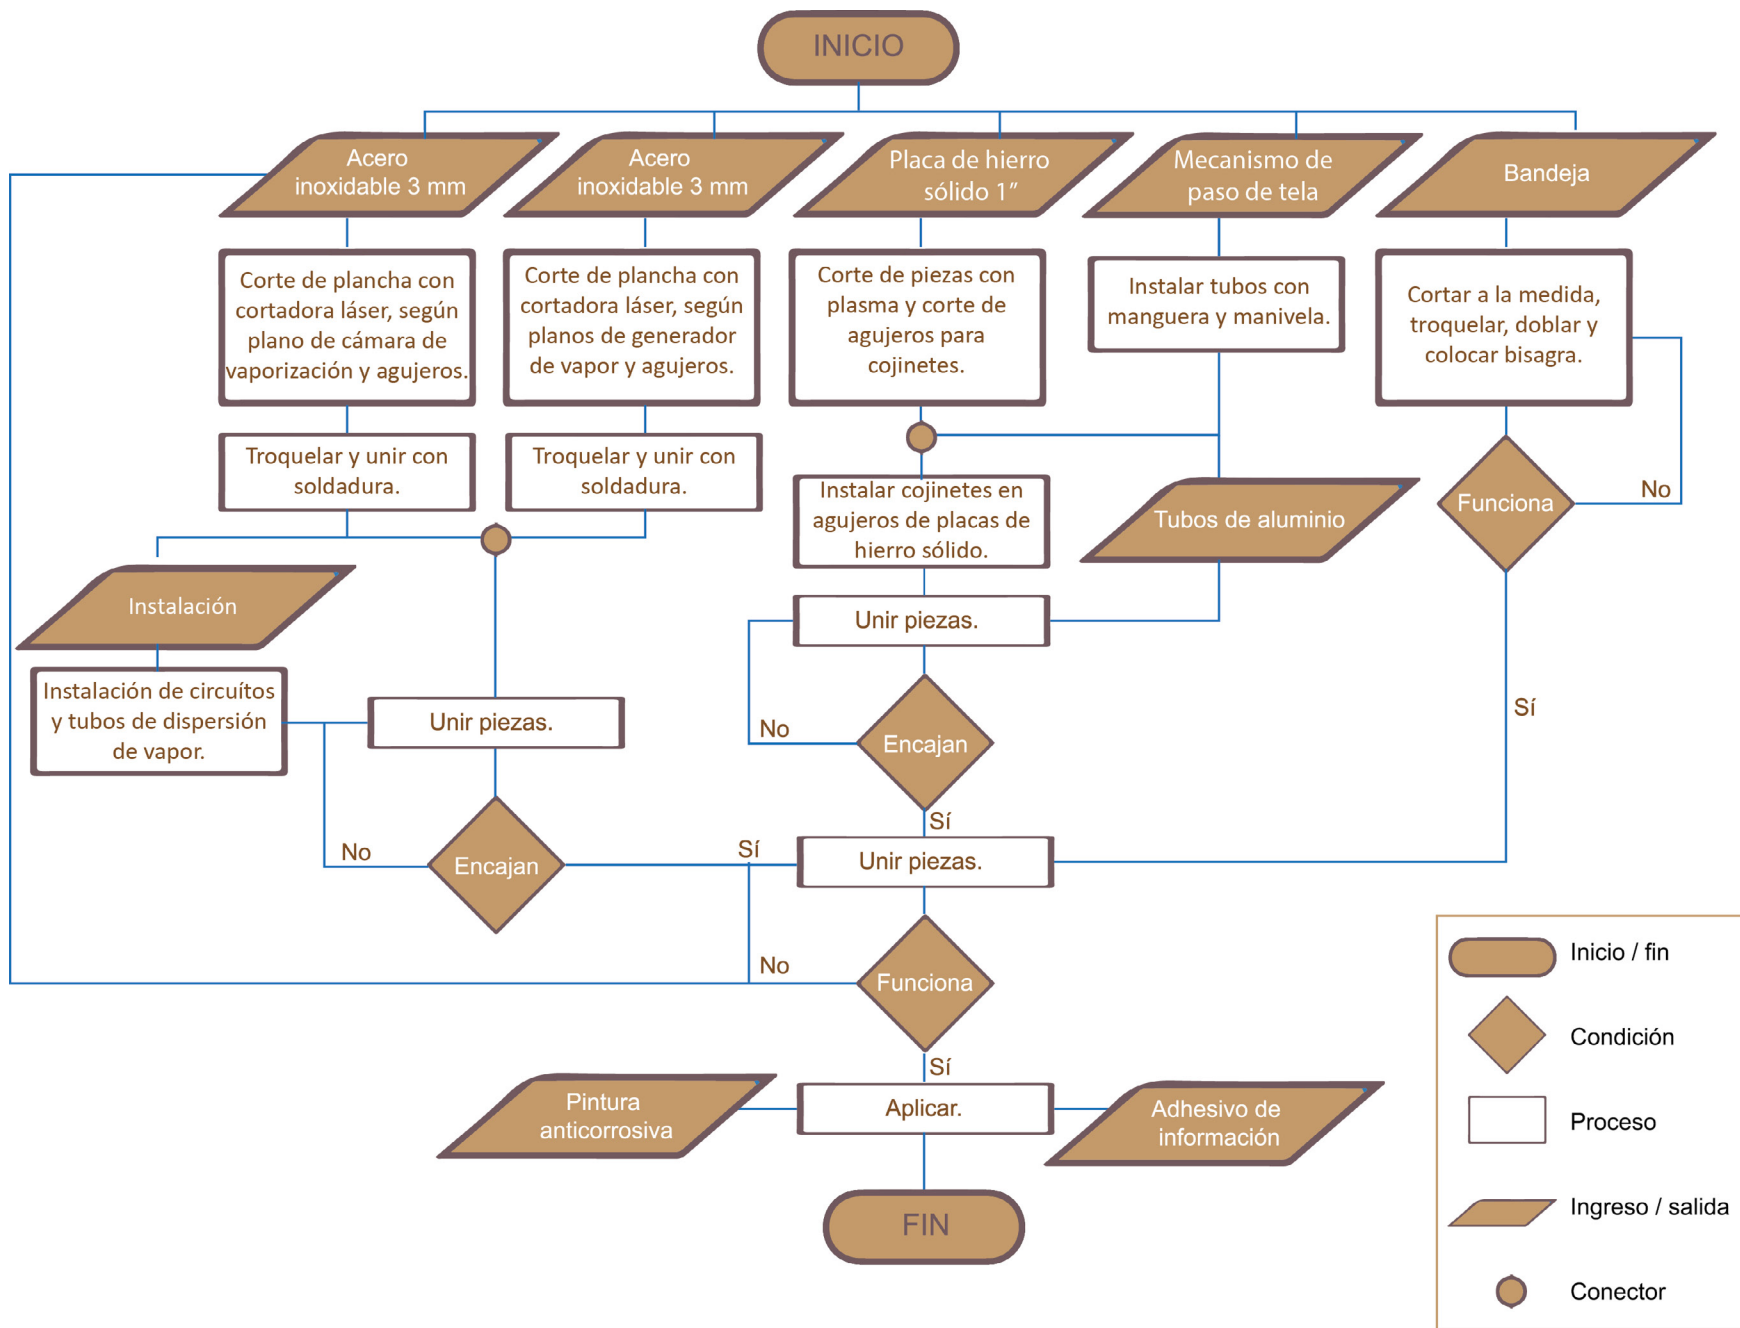 INICIO
Acero
inoxidable 3 mm
Acero
inoxidable 3 mm
Placa de hierro
sólido 1”
Mecanismo de
paso de tela
Bandeja
Corte de plancha con
cortadora láser, según
plano de cámara de
vaporización y agujeros.
Corte de plancha con
cortadora láser, según
planos de generador
de vapor y agujeros.
Corte de piezas con
plasma y corte de
agujeros para
cojinetes.
Instalar tubos con
manguera y manivela.
Cortar a la medida,
troquelar, doblar y
colocar bisagra.
Troquelar y unir con
soldadura.
Troquelar y unir con
soldadura.
Instalar cojinetes en
agujeros de placas de
hierro sólido.
Tubos de aluminio
Funciona
No
Instalación
Unir piezas.
Instalación de circuítos
y tubos de dispersión
de vapor.
Unir piezas.
No
Encajan
Sí
Sí
No
Encajan
Sí
Unir piezas.
No
Funciona
Sí
Pintura
anticorrosiva
Aplicar.
Adhesivo de
información
FIN
Inicio / fin
Condición
Proceso
Ingreso / salida
Conector